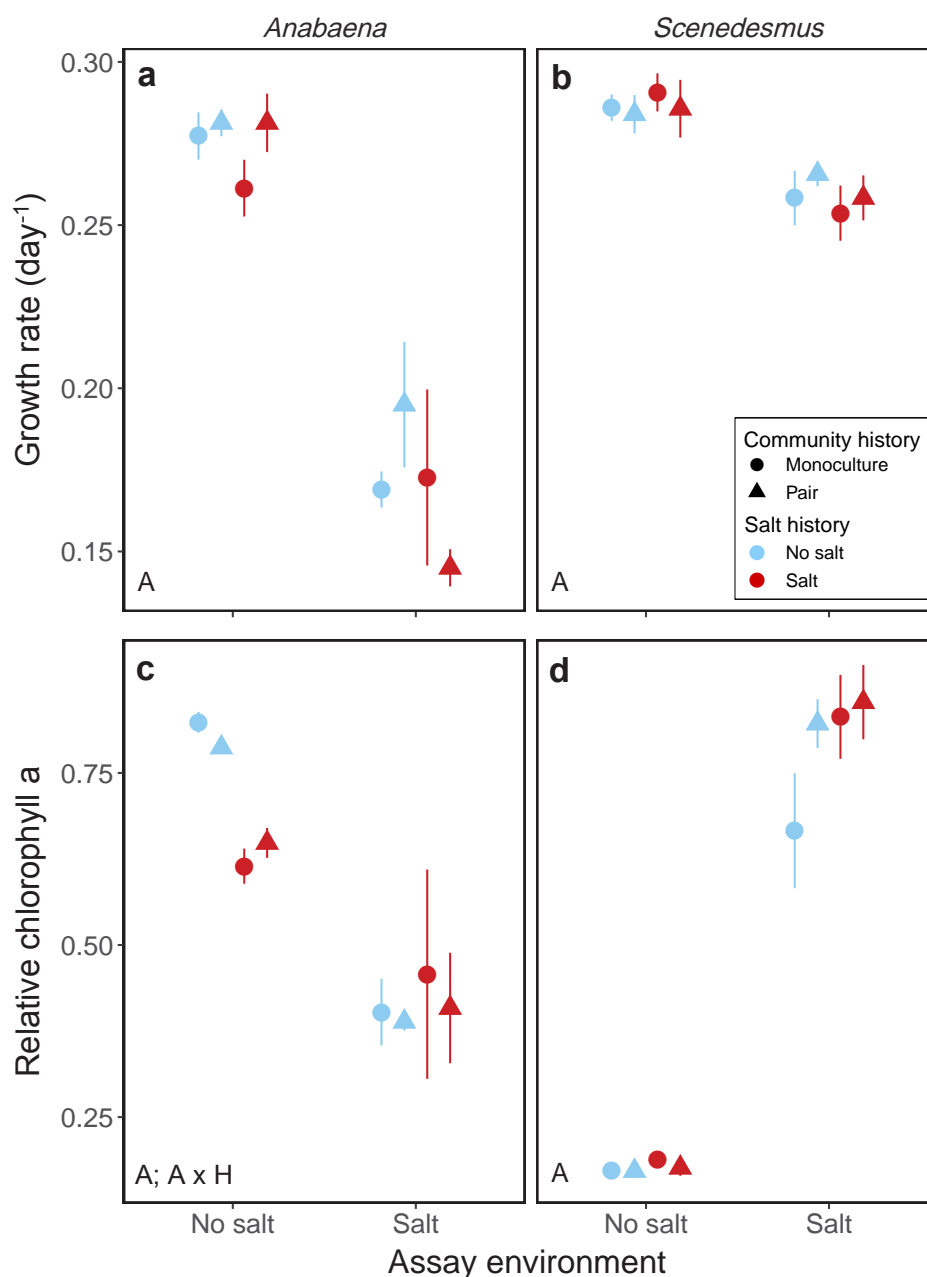 Anabaena
Scenedesmus
a
b
0.30
0.25
0.20
0.15
Growth rate (day⁻¹)
A
A
Community history
Monoculture
Pair
Salt history
No salt
Salt
c
d
0.75
0.50
0.25
Relative chlorophyll a
A; A x H
A
No salt
Salt
No salt
Salt
Assay environment